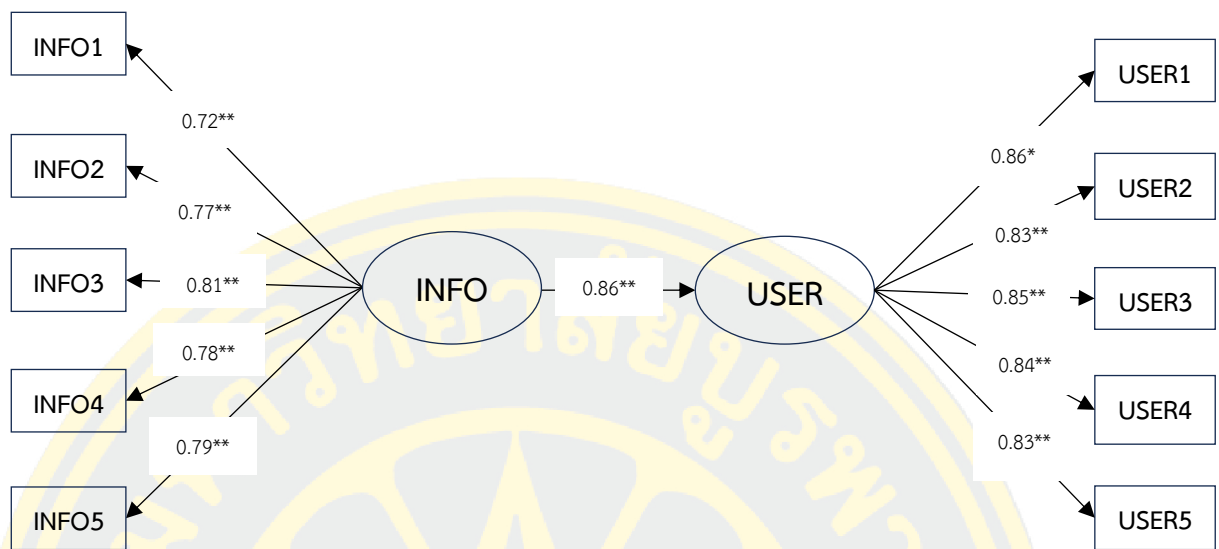 INFO1
INFO2
INFO3
INFO4
INFO5
0.72**
0.77**
0.81**
0.78**
0.79**
INFO
0.86**
USER
0.86*
0.83**
0.85**
0.84**
0.83**
USER1
USER2
USER3
USER4
USER5